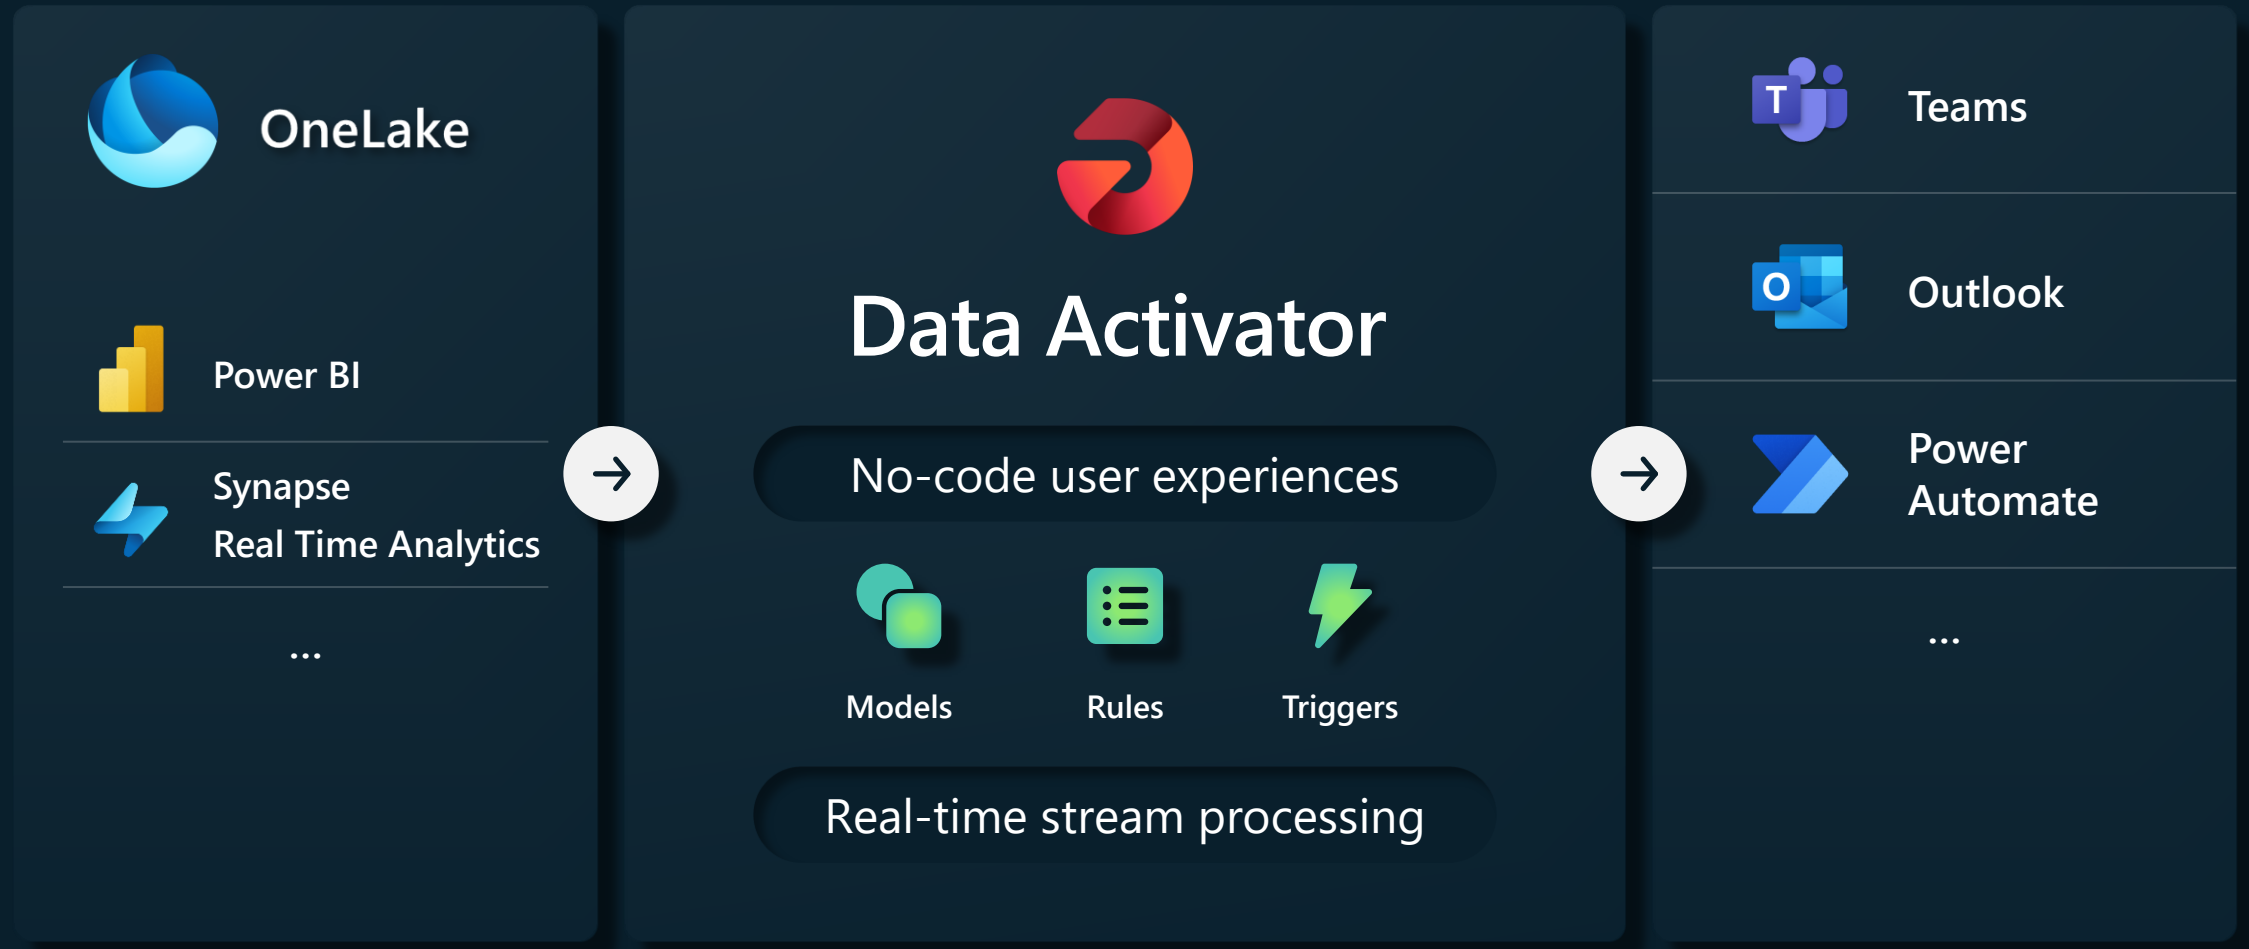 OneLake
Power BI
Synapse
Real Time Analytics
...
Data Activator
No-code user experiences
Models
Rules
Triggers
Real-time stream processing
T
Teams
O
Outlook
Power
Automate
...